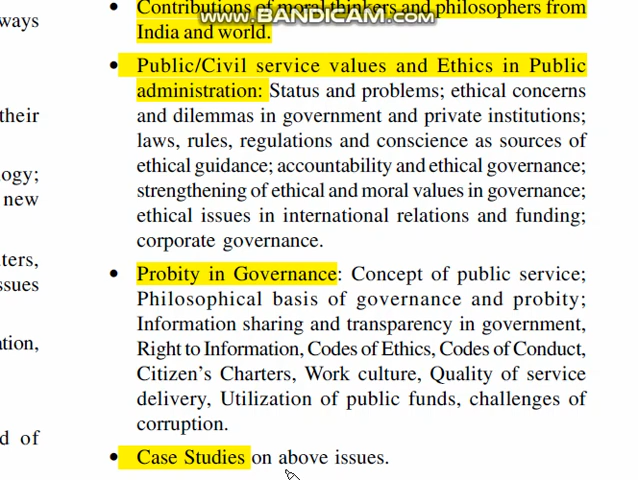 www.BANDICAM.com
Contributions of moral thinkers and philosophers from
India and world.
• Public/Civil service values and Ethics in Public
administration: Status and problems; ethical concerns
and dilemmas in government and private institutions;
laws, rules, regulations and conscience as sources of
ethical guidance; accountability and ethical governance;
strengthening of ethical and moral values in governance;
ethical issues in international relations and funding;
corporate governance.
• Probity in Governance: Concept of public service;
Philosophical basis of governance and probity;
Information sharing and transparency in government,
Right to Information, Codes of Ethics, Codes of Conduct,
Citizen's Charters, Work culture, Quality of service
delivery, Utilization of public funds, challenges of
corruption.
• Case Studies on above issues.
ways
their
ogy;
new
ters,
ssues
ation,
d of